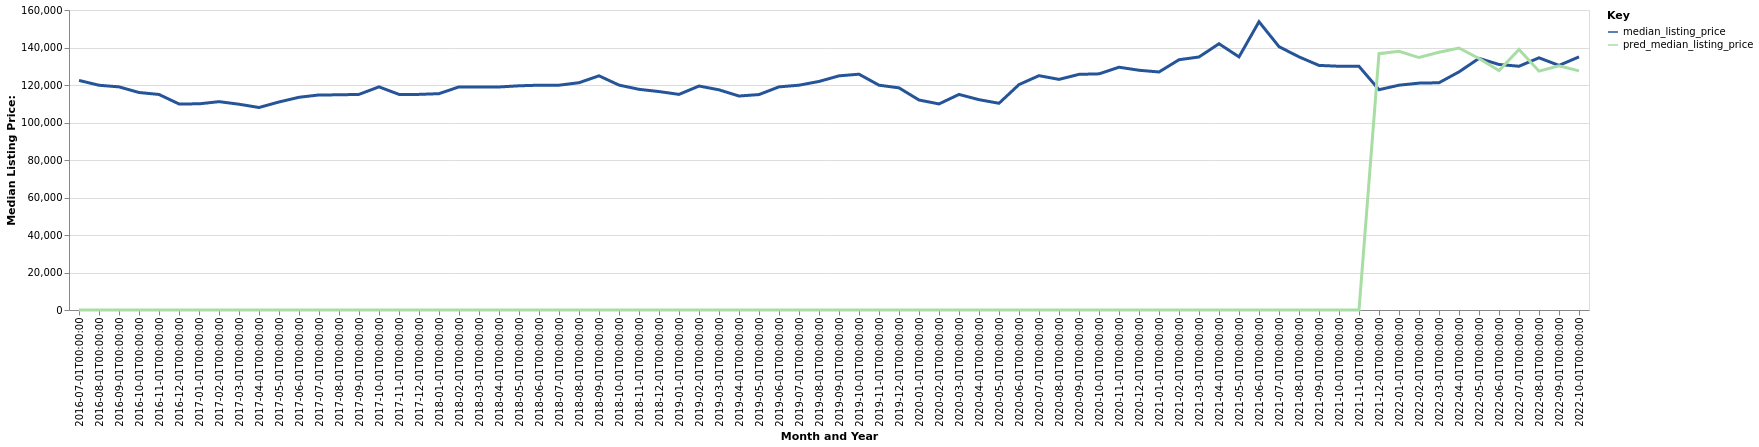 160,000
140,000
120,000
100,000
80,000
60,000
40,000
20,000
0
Median Listing Price:
2016-07-01T00:00:00
2016-08-01T00:00:00
2016-09-01T00:00:00
2016-10-01T00:00:00
2016-11-01T00:00:00
2016-12-01T00:00:00
2017-01-01T00:00:00
2017-02-01T00:00:00
2017-03-01T00:00:00
2017-04-01T00:00:00
2017-05-01T00:00:00
2017-06-01T00:00:00
2017-07-01T00:00:00
2017-08-01T00:00:00
2017-09-01T00:00:00
2017-10-01T00:00:00
2017-11-01T00:00:00
2017-12-01T00:00:00
2018-01-01T00:00:00
2018-02-01T00:00:00
2018-03-01T00:00:00
2018-04-01T00:00:00
2018-05-01T00:00:00
2018-06-01T00:00:00
2018-07-01T00:00:00
2018-08-01T00:00:00
2018-09-01T00:00:00
2018-10-01T00:00:00
2018-11-01T00:00:00
2018-12-01T00:00:00
2019-01-01T00:00:00
2019-02-01T00:00:00
2019-03-01T00:00:00
2019-04-01T00:00:00
2019-05-01T00:00:00
2019-06-01T00:00:00
2019-07-01T00:00:00
2019-08-01T00:00:00
2019-09-01T00:00:00
2019-10-01T00:00:00
2019-11-01T00:00:00
2019-12-01T00:00:00
2020-01-01T00:00:00
2020-02-01T00:00:00
2020-03-01T00:00:00
2020-04-01T00:00:00
2020-05-01T00:00:00
2020-06-01T00:00:00
2020-07-01T00:00:00
2020-08-01T00:00:00
2020-09-01T00:00:00
2020-10-01T00:00:00
2020-11-01T00:00:00
2020-12-01T00:00:00
2021-01-01T00:00:00
2021-02-01T00:00:00
2021-03-01T00:00:00
2021-04-01T00:00:00
2021-05-01T00:00:00
2021-06-01T00:00:00
2021-07-01T00:00:00
2021-08-01T00:00:00
2021-09-01T00:00:00
2021-10-01T00:00:00
2021-11-01T00:00:00
2021-12-01T00:00:00
2022-01-01T00:00:00
2022-02-01T00:00:00
2022-03-01T00:00:00
2022-04-01T00:00:00
2022-05-01T00:00:00
2022-06-01T00:00:00
2022-07-01T00:00:00
2022-08-01T00:00:00
2022-09-01T00:00:00
2022-10-01T00:00:00
Month and Year
Key
median_listing_price
pred_median_listing_price